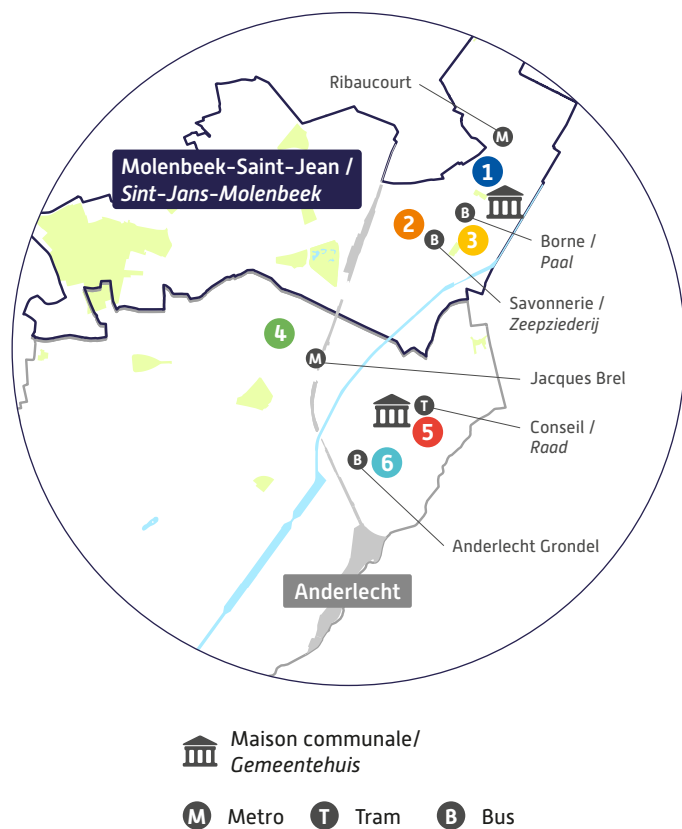 Ribaucourt
M
Molenbeek-Saint-Jean /
Sint-Jans-Molenbeek
1
2
B
B
3
Borne /
Paal
Savonnerie /
Zeepziederij
4
M
Jacques Brel
T
Conseil /
Raad
5
B
6
Anderlecht Grondel
Anderlecht
Maison communale/
Gemeentehuis
M Metro T Tram B Bus